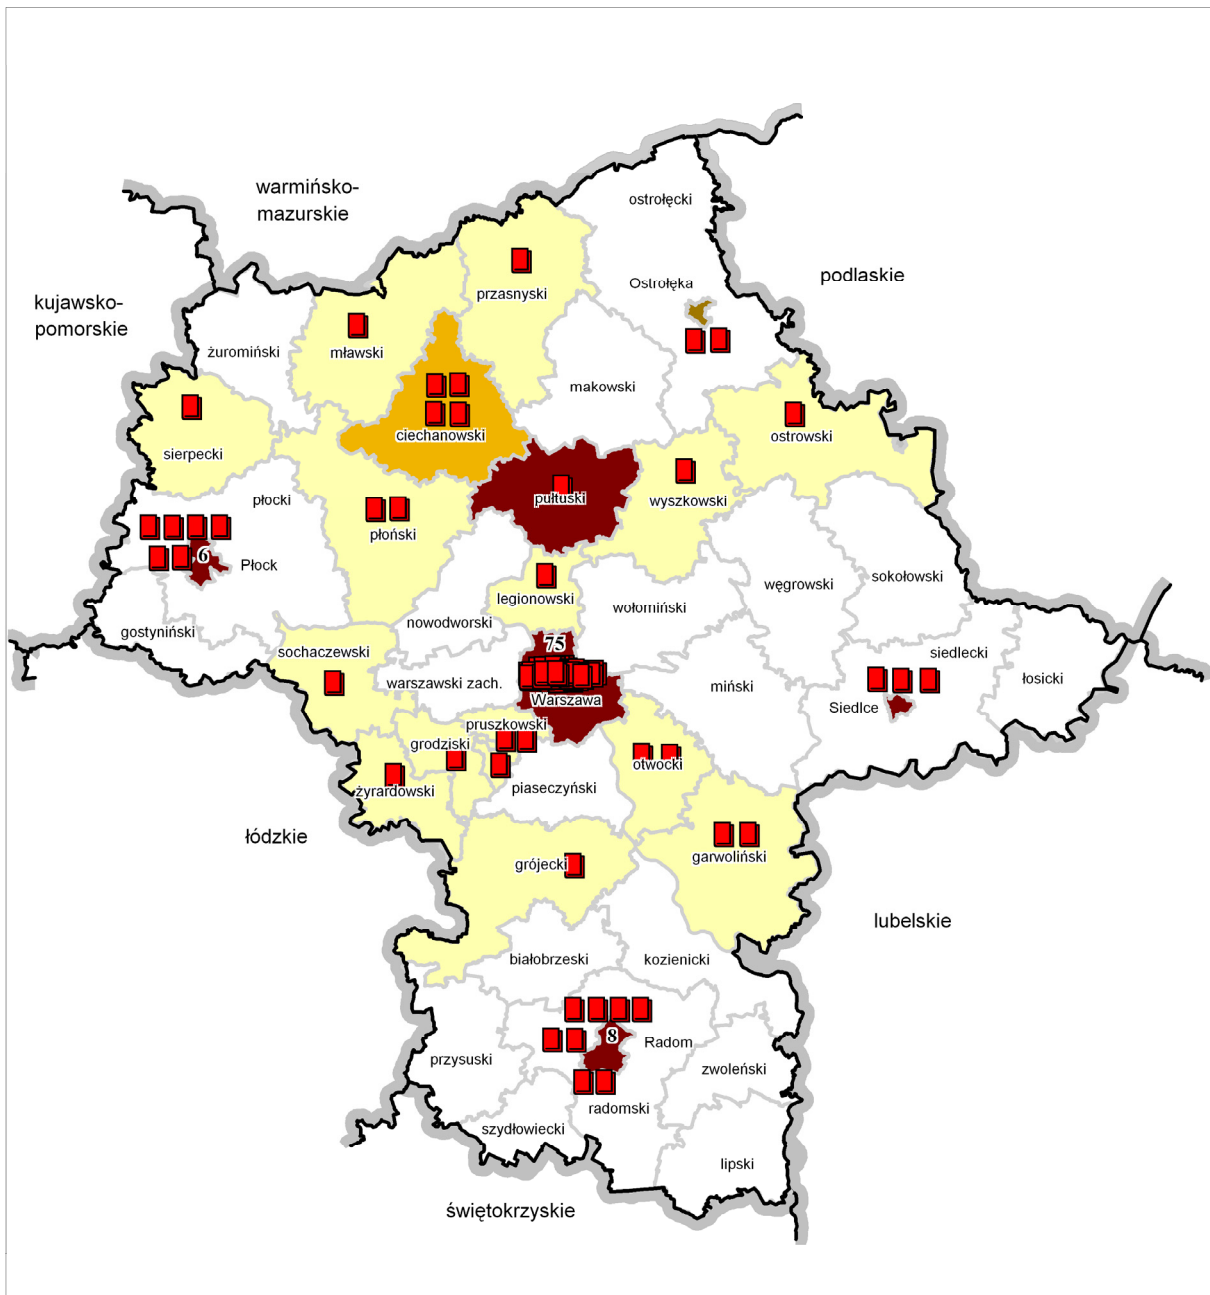 warmińsko-
mazurskie
ostrołęcki
podlaskie
Ostrołęka
kujawsko-
pomorskie
przasnyski
żuromiński
mławski
makowski
ciechanowski
ostrowski
sierpecki
płocki
pułtuski
wyszkowski
płoński
6
Płock
legionowski
wołomiński
węgrowski
sokołowski
gostyniński
nowodworski
sochaczewski
75
siedlecki
warszawski zach.
Warszawa
miński
łosicki
Siedlce
pruszkowski
grodziski
otwocki
żyrardowski
piaseczyński
łódzkie
grójecki
garwoliński
lubelskie
białobrzeski
kozienicki
8
Radom
przysuski
zwoleński
radomski
szydłowiecki
lipski
świętokrzyskie